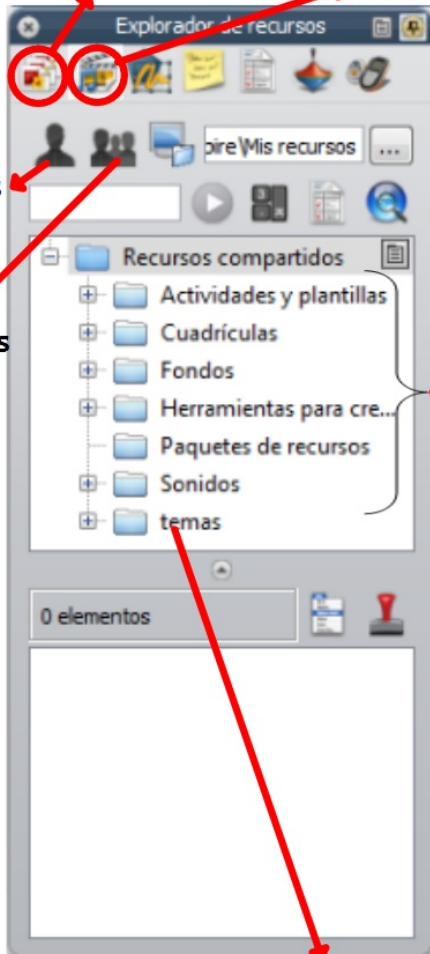 Explorador de recursos
pire\Mis recursos ...
s
Recursos compartidos
s
Actividades y plantillas
Cuadrículas
Fondos
Herramientas para cre...
Paquetes de recursos
Sonidos
temas
0 elementos